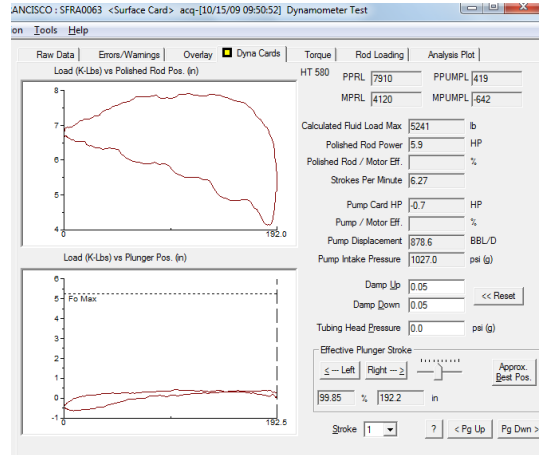 ANCISCO : SFRA0063 <Surface Card> acq-[10/15/09 09:50:52] Dynamometer Test
on Tools Help
Raw Data Errors/Warnings Overlay Dyna Cards Torque Rod Loading Analysis Plot
Load (K-Lbs) vs Polished Rod Pos. (in)
8
7
6
5
4
0 192.0
Load (K-Lbs) vs Plunger Pos. (in)
6
5
Fo Max
4
3
2
1
0
-1
0 192.5
HT 580 PPRL 7910 PPUMPL 419
MPRL 4120 MPUMPL -642
Calculated Fluid Load Max 5241 lb
Polished Rod Power 5.9 HP
Polished Rod / Motor Eff. %
Strokes Per Minute 6.27
Pump Card HP -0.7 HP
Pump / Motor Eff. %
Pump Displacement 878.6 BBL/D
Pump Intake Pressure 1027.0 psi (g)
Damp Up 0.05
Damp Down 0.05
<< Reset
Tubing Head Pressure 0.0 psi (g)
Effective Plunger Stroke
< --- Left Right --- > Approx.
Best Pos.
99.85 % 192.2 in
Stroke 1 ? < Pg Up Pg Dwn >